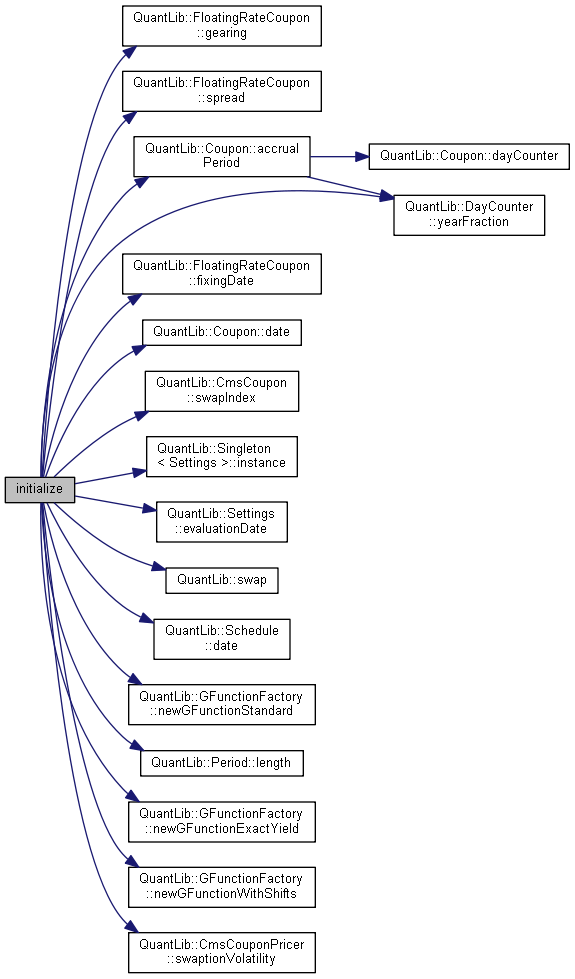 QuantLib::FloatingRateCoupon
::gearing
QuantLib::FloatingRateCoupon
::spread
QuantLib::Coupon::accrual
Period
QuantLib::Coupon::dayCounter
QuantLib::DayCounter
::yearFraction
QuantLib::FloatingRateCoupon
::fixingDate
QuantLib::Coupon::date
QuantLib::CmsCoupon
::swapIndex
QuantLib::Singleton
< Settings >::instance
initialize
QuantLib::Settings
::evaluationDate
QuantLib::swap
QuantLib::Schedule
::date
QuantLib::GFunctionFactory
::newGFunctionStandard
QuantLib::Period::length
QuantLib::GFunctionFactory
::newGFunctionExactYield
QuantLib::GFunctionFactory
::newGFunctionWithShifts
QuantLib::CmsCouponPricer
::swaptionVolatility